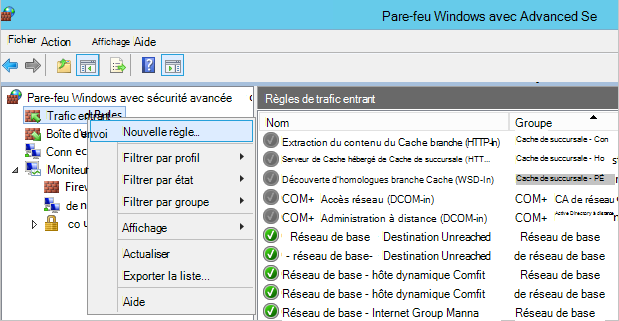 Pare-feu Windows avec Advanced Se
Fichier Action Affichage Aide
Pare-feu Windows avec sécurité avancée
Trafic entrant
Boîte d'envoi
Conn ec
Moniteur
Firew
de n
co u
Nouvelle règle...
Filtrer par profil
Filtrer par état
Filtrer par groupe
Affichage
Actualiser
Exporter la liste...
Aide
Règles de trafic entrant
Nom Groupe
Extraction du contenu du Cache branche (HTTP-In) Cache de succursale - Con
Serveur de Cache hébergé de Cache de succursale (HTT... Cache de succursale - Ho
Découverte d'homologues branche Cache (WSD-In) Cache de succursale - PE
COM+ Accès réseau (DCOM-in) COM+ CA de réseau
COM+ Administration à distance (DCOM-in) COM+ Active Directory à distance
Réseau de base Destination Unreached Réseau de base
- réseau de base- Destination Unreached de réseau de base
Réseau de base - hôte dynamique Comfit Réseau de base
Réseau de base - hôte dynamique Comfit de réseau de base
Réseau de base - Internet Group Manna Réseau de base